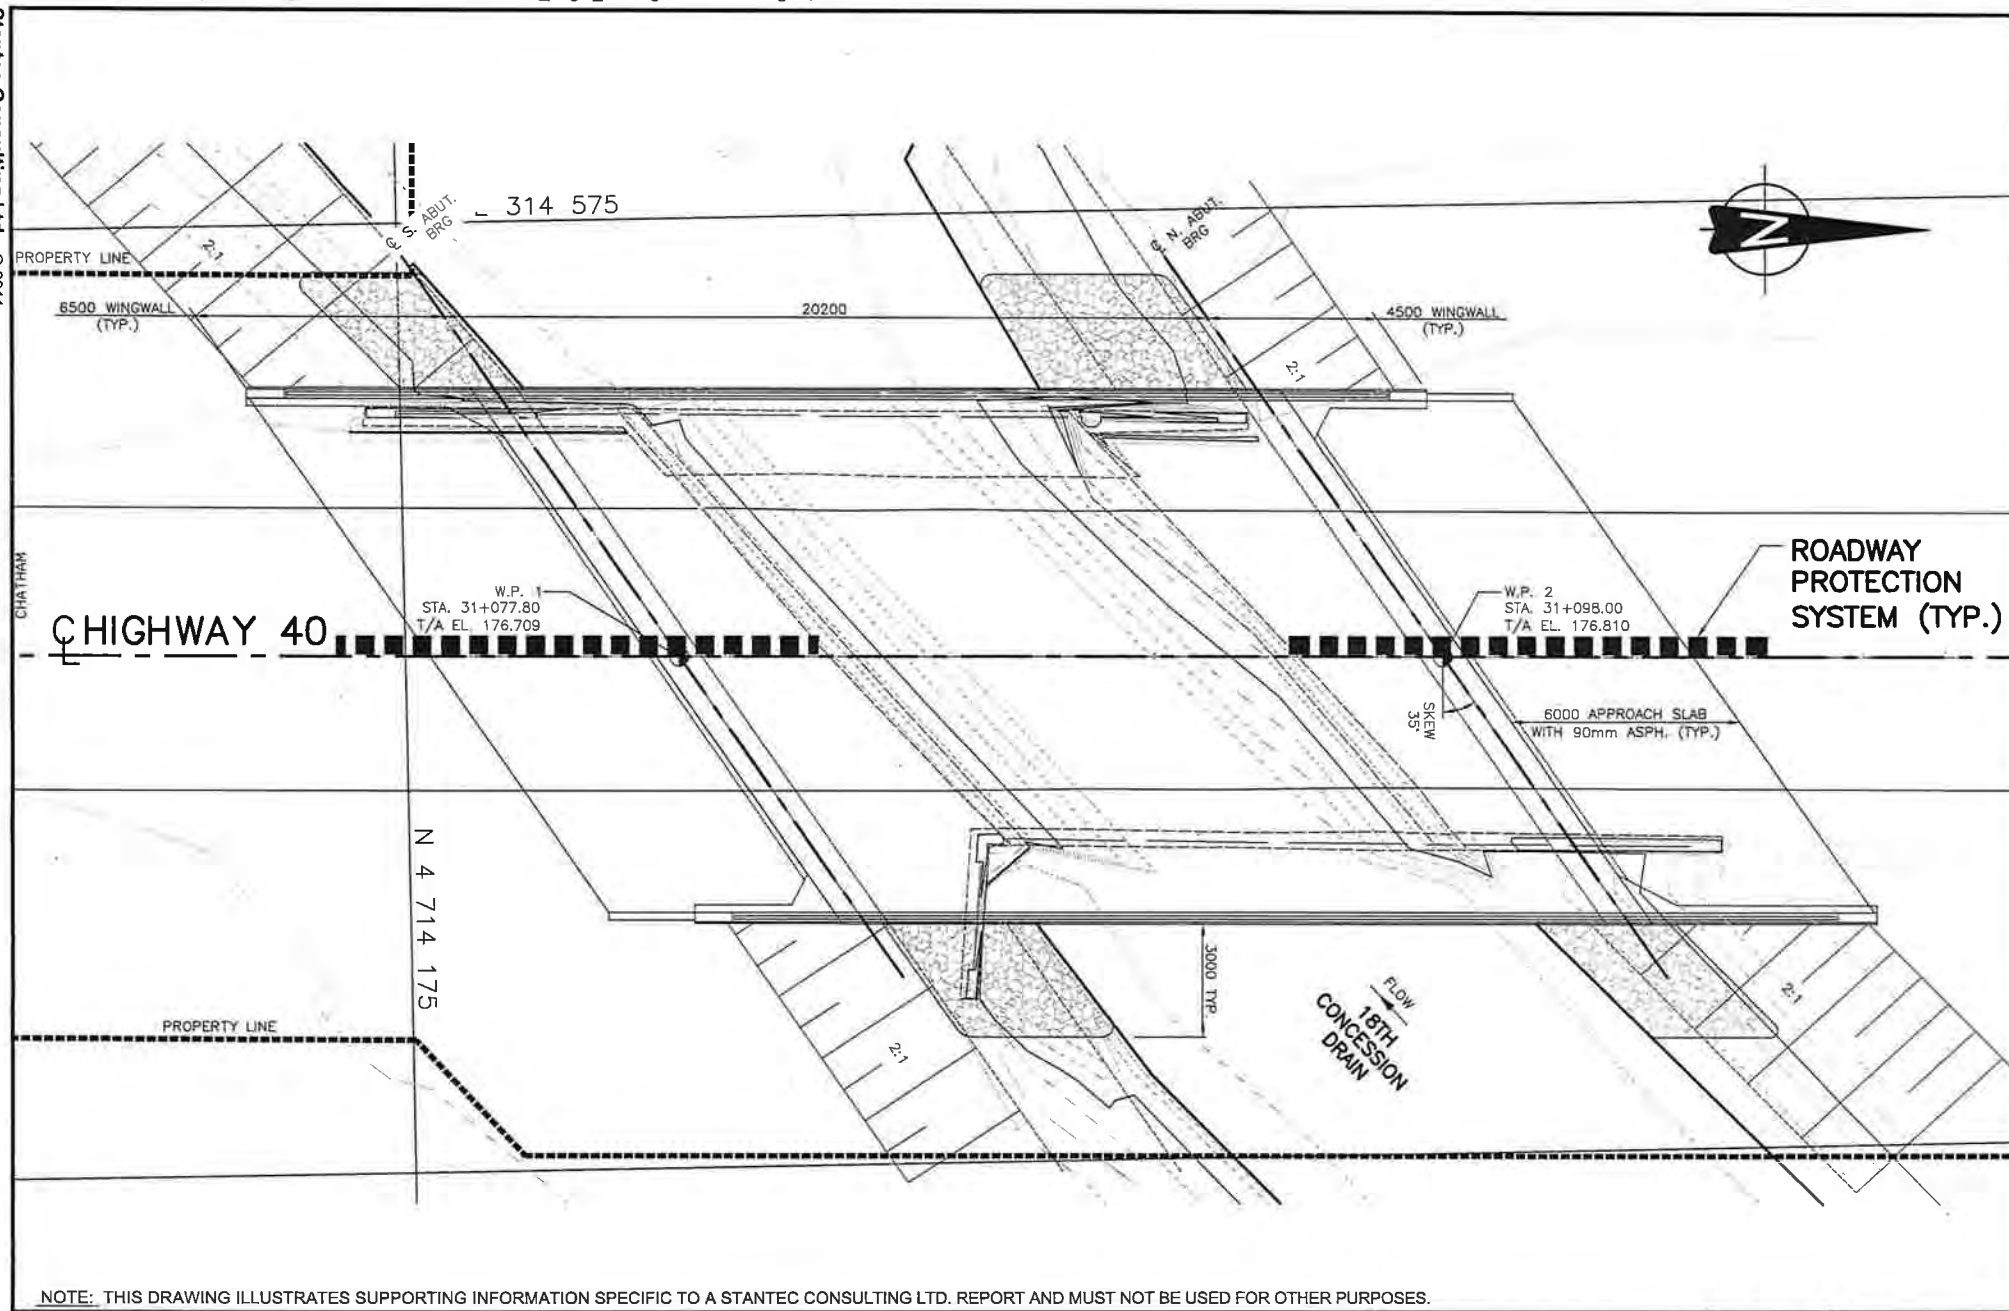 314 575
℄ S. ABUT.
BRG
℄ N. ABUT.
BRG
N
PROPERTY LINE
2:1
6500 WINGWALL
(TYP.)
20200
4500 WINGWALL
(TYP.)
2:1
CHATHAM
℄ HIGHWAY 40
W.P. 1
STA. 31+077.80
T/A EL. 176.709
W.P. 2
STA. 31+098.00
T/A EL. 176.810
ROADWAY
PROTECTION
SYSTEM (TYP.)
SKEW
35°
6000 APPROACH SLAB
WITH 90mm ASPH. (TYP.)
N 4 714 175
3000 TYP.
FLOW
18TH
CONCESSION
DRAIN
2:1
2:1
PROPERTY LINE
NOTE: THIS DRAWING ILLUSTRATES SUPPORTING INFORMATION SPECIFIC TO A STANTEC CONSULTING LTD. REPORT AND MUST NOT BE USED FOR OTHER PURPOSES.